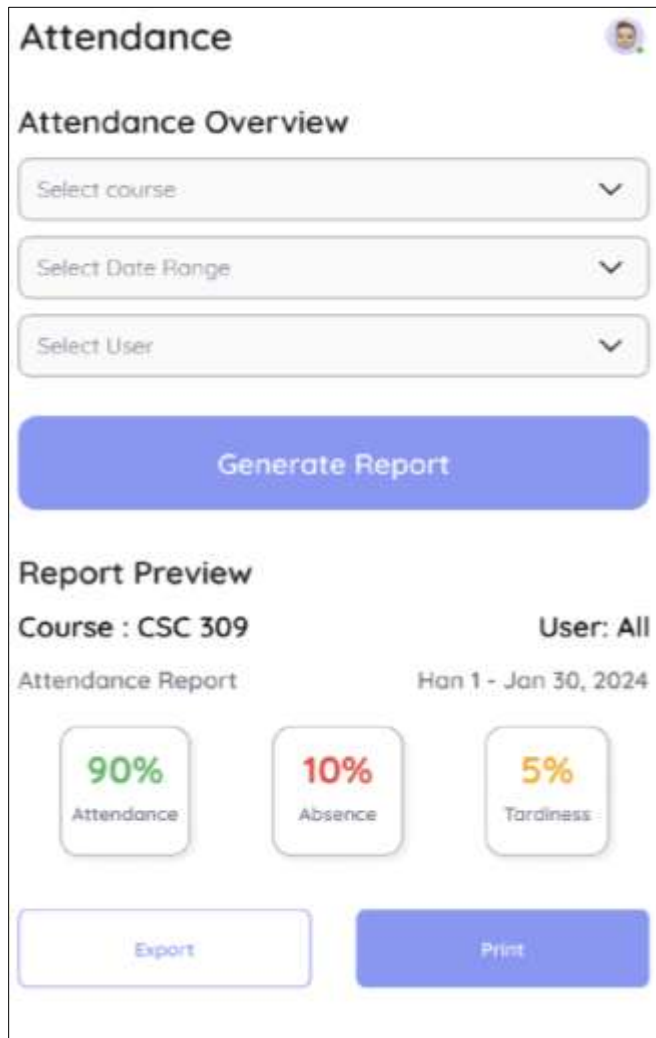 Attendance
Attendance Overview
Select course
Select Date Range
Select User
Generate Report
Report Preview
Course : CSC 309 User: All
Attendance Report Han 1 - Jan 30, 2024
90% 10% 5%
Attendance Absence Tardiness
Export Print